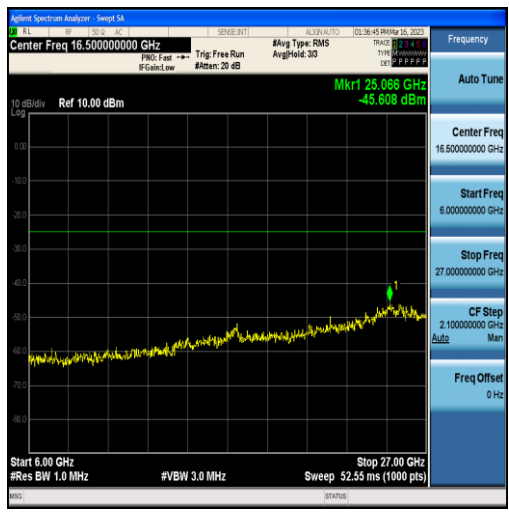 Agilent Spectrum Analyzer - Swept SA
RL RF 50 Ω AC SENSE:INT ALIGN AUTO 01:36:45 PM Mar 16, 2023
Center Freq 16.500000000 GHz
PNO: Fast
IFGain:Low
Trig: Free Run
#Atten: 20 dB
#Avg Type: RMS
Avg|Hold: 3/3
TRACE 1 2 3 4 5 6
TYPE
DET P P P P P P
Mkr1 25.066 GHz
-45.608 dBm
10 dB/div Ref 10.00 dBm
Log
0.00
-10.0
-20.0
-30.0
-40.0
-50.0
-60.0
-70.0
-80.0
1
Start 6.00 GHz Stop 27.00 GHz
#Res BW 1.0 MHz #VBW 3.0 MHz Sweep 52.55 ms (1000 pts)
MSG STATUS
Frequency
Auto Tune
Center Freq
16.500000000 GHz
Start Freq
6.000000000 GHz
Stop Freq
27.000000000 GHz
CF Step
2.100000000 GHz
Auto Man
Freq Offset
0 Hz